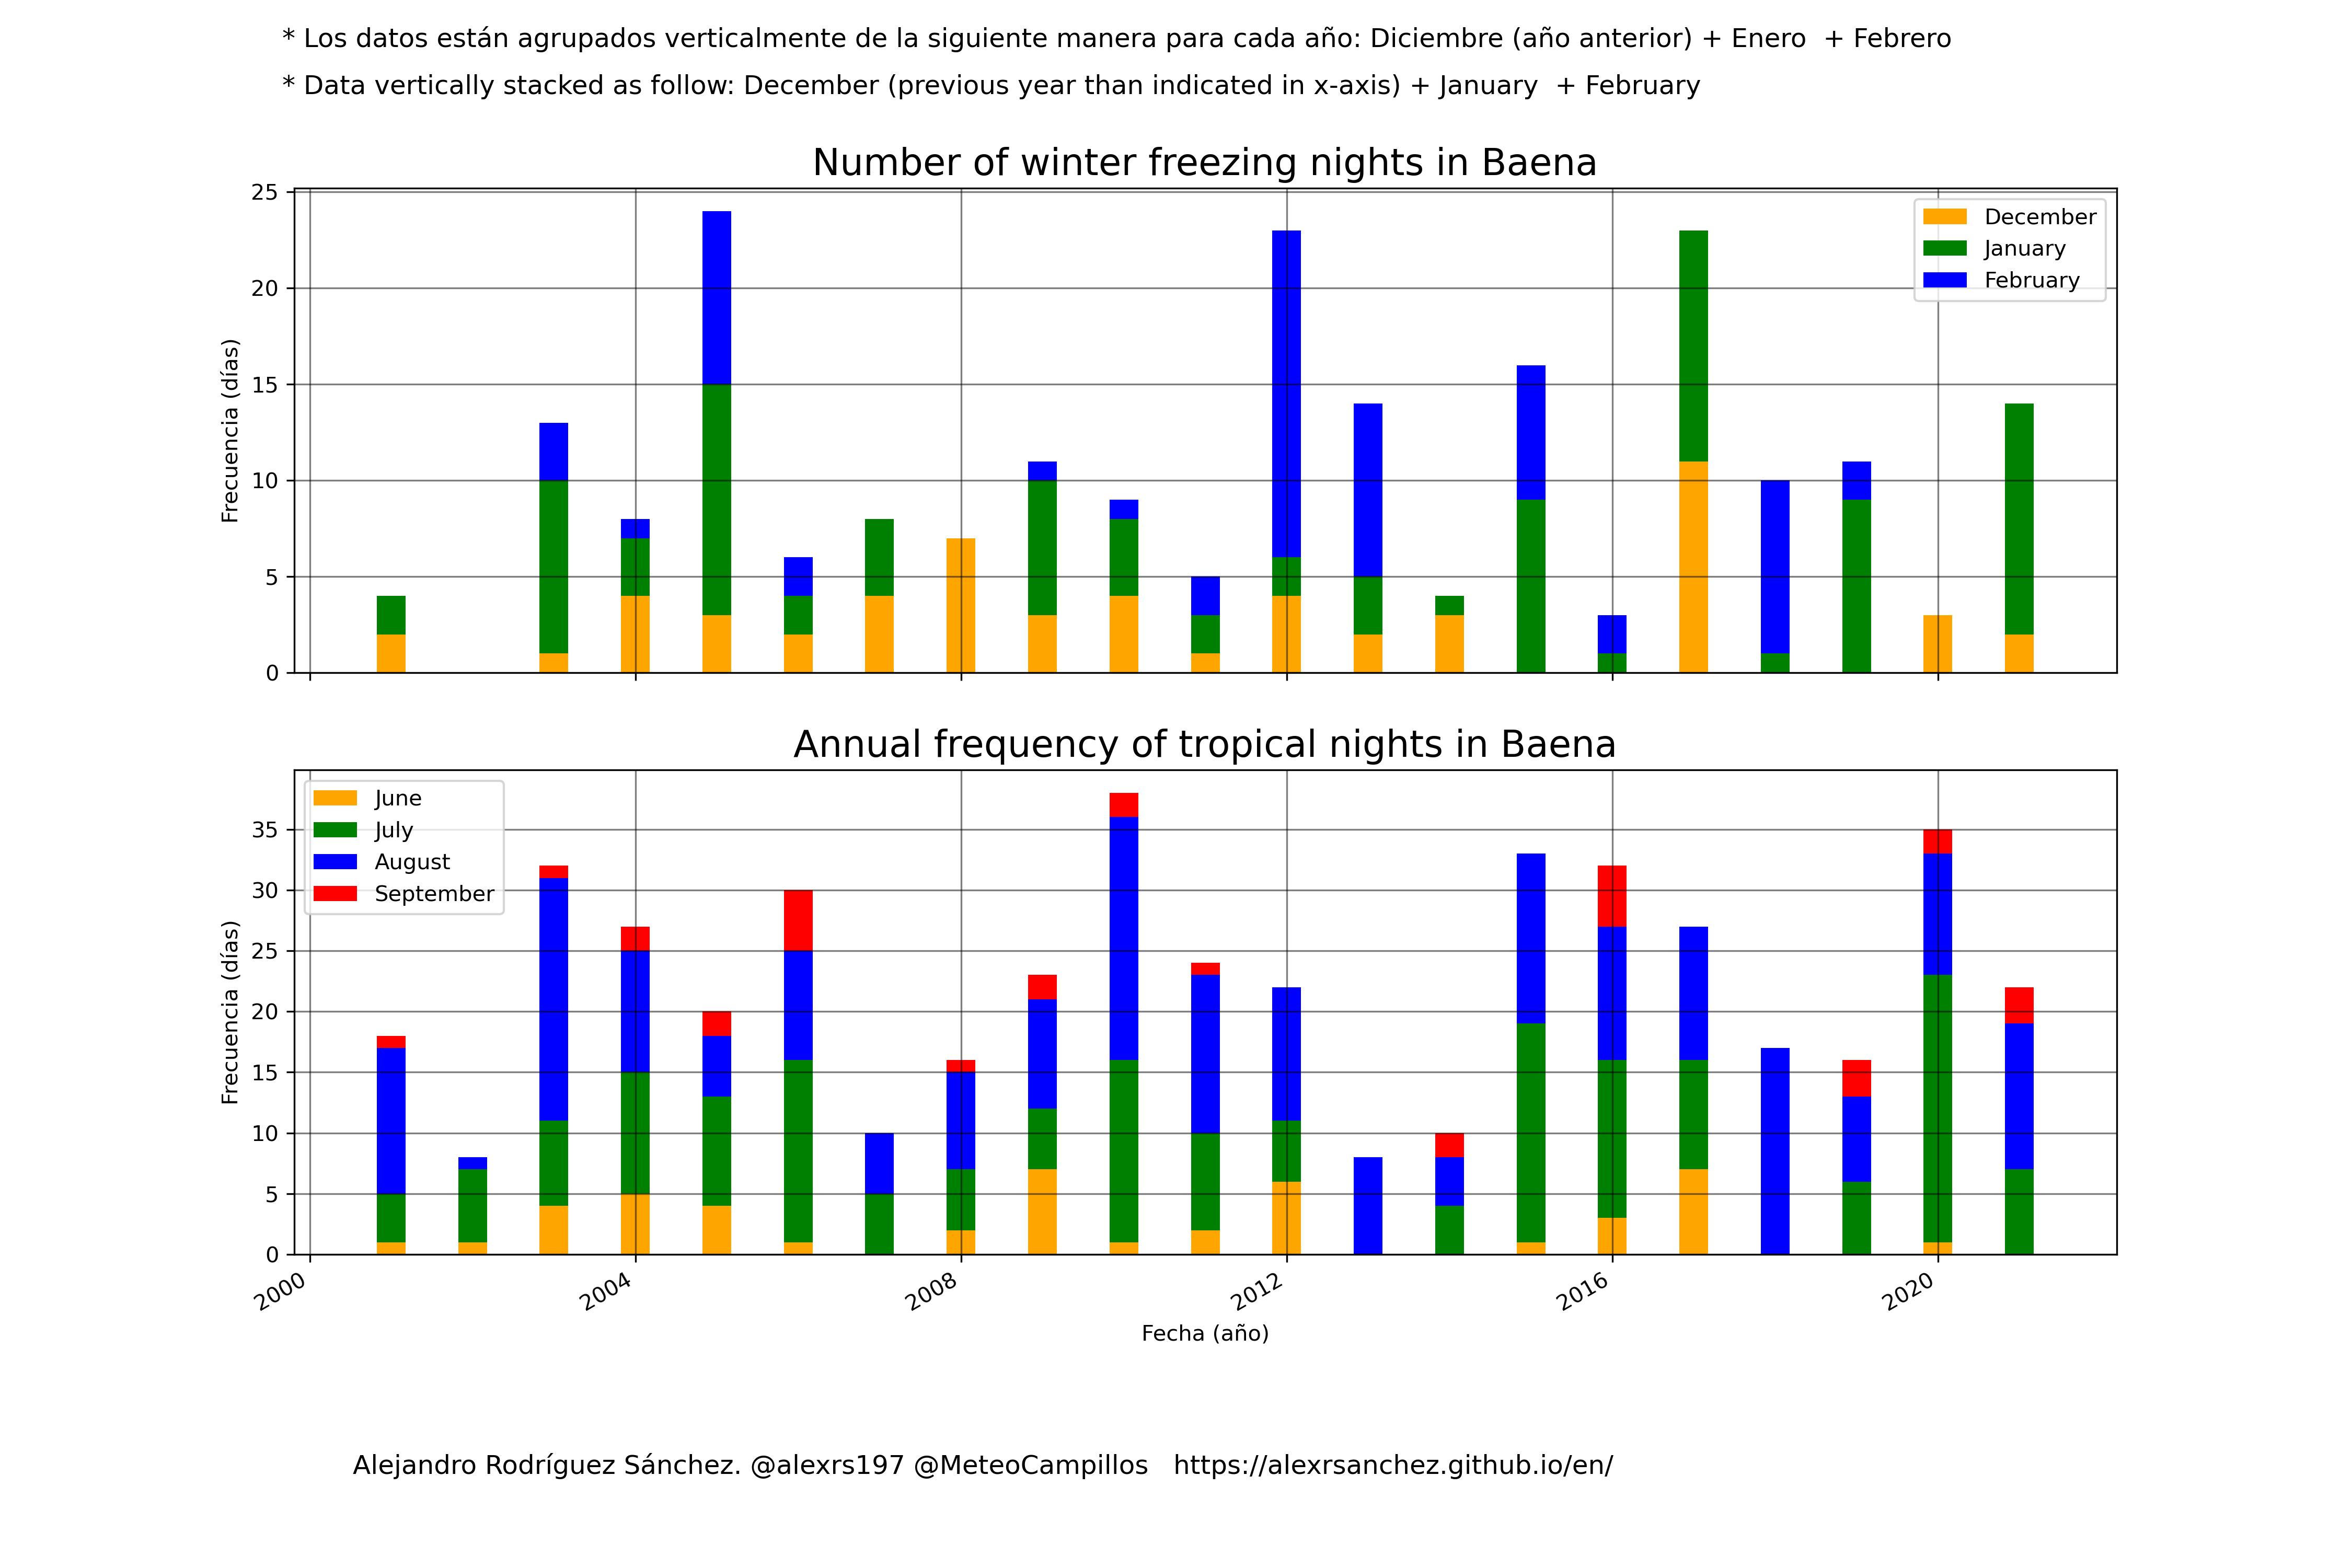 * Los datos están agrupados verticalmente de la siguiente manera para cada año: Diciembre (año anterior) + Enero  + Febrero
* Data vertically stacked as follow: December (previous year than indicated in x-axis) + January  + February
Number of winter freezing nights in Baena
25
20
15
10
5
0
Frecuencia (días)
December
January
February
Annual frequency of tropical nights in Baena
35
30
25
20
15
10
5
0
Frecuencia (días)
June
July
August
September
2000
2004
2008
2012
2016
2020
Fecha (año)
Alejandro Rodríguez Sánchez. @alexrs197 @MeteoCampillos   https://alexrsanchez.github.io/en/